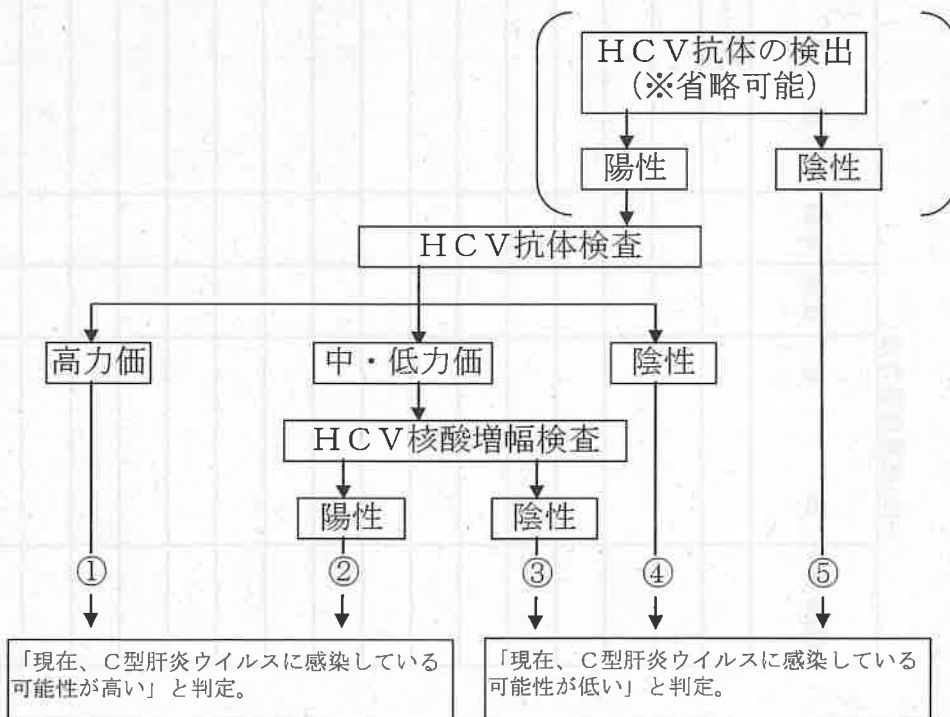 HCV抗体の検出
(※省略可能)
陽性
陰性
HCV抗体検査
高力価
中・低力価
陰性
HCV核酸増幅検査
陽性
陰性
①
②
③
④
⑤
「現在、C型肝炎ウイルスに感染している
可能性が高い」と判定。
「現在、C型肝炎ウイルスに感染している
可能性が低い」と判定。